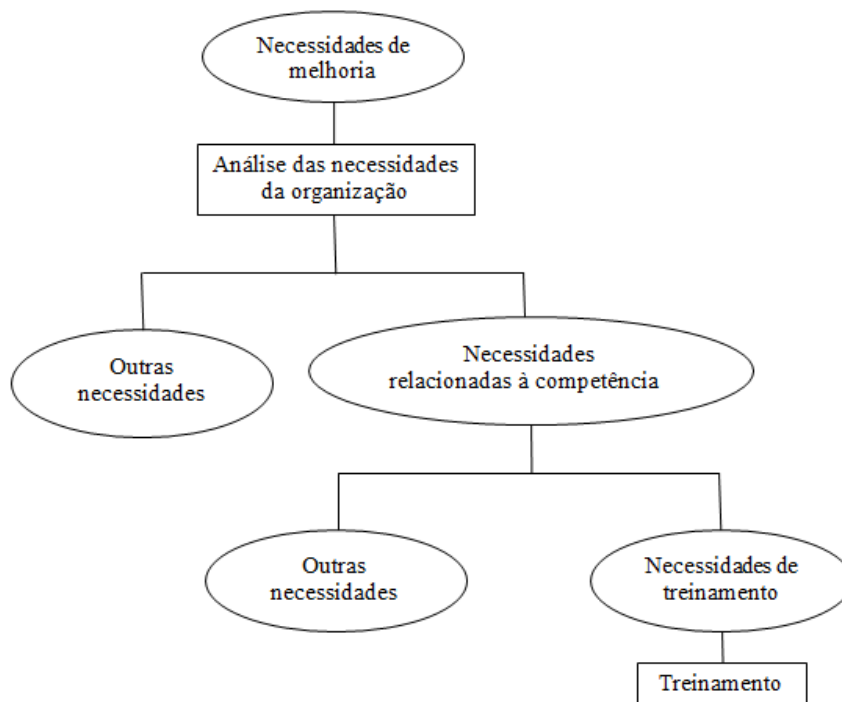 Necessidades de
melhoria
Análise das necessidades
da organização
Outras
necessidades
Necessidades
relacionadas à competência
Outras
necessidades
Necessidades de
treinamento
Treinamento